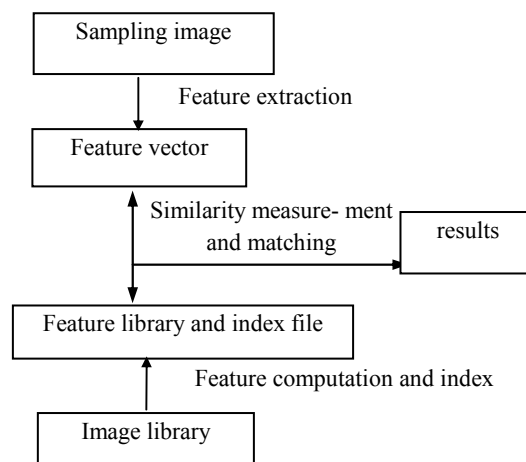 Sampling image
Feature extraction
Feature vector
Similarity measure- ment
and matching
results
Feature library and index file
Feature computation and index
Image library